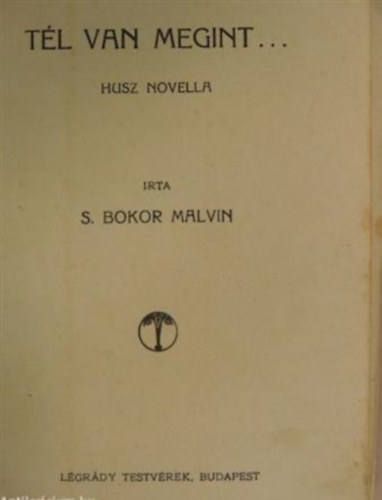 TÉL VAN MEGINT...
HUSZ NOVELLA
IRTA
S. BOKOR MALVIN
LÉGRÁDY TESTVÉREK, BUDAPEST